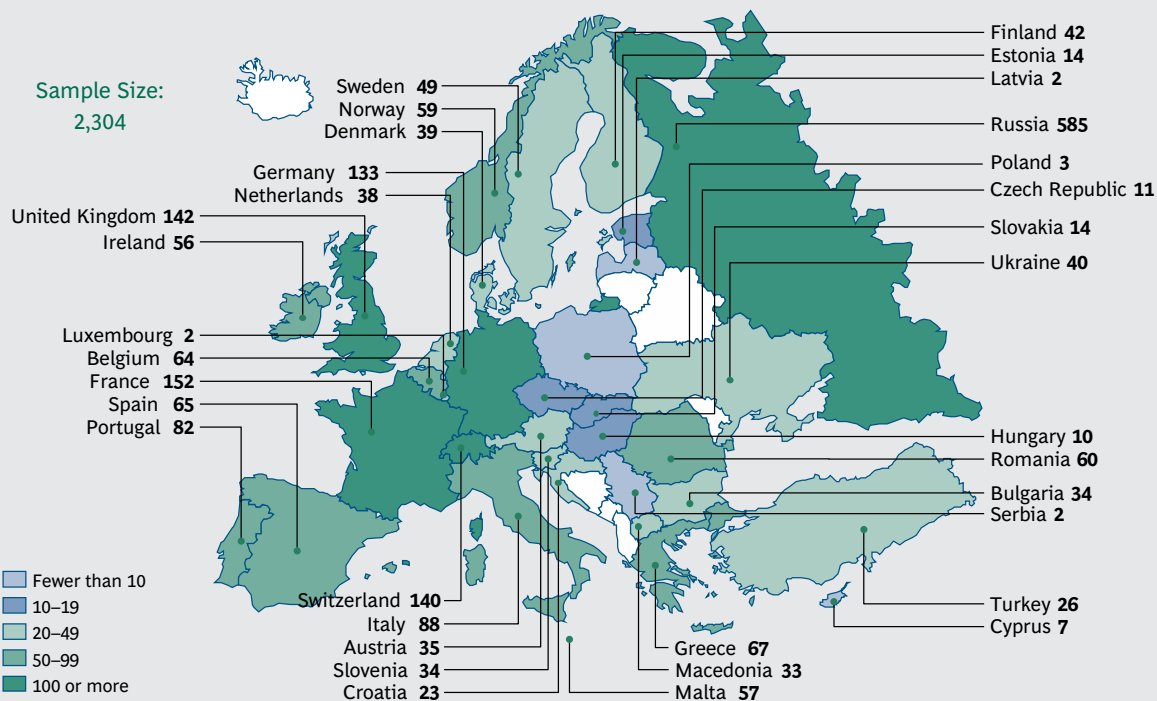 Sample Size:
2,304
Sweden 49
Norway 59
Denmark 39
Germany 133
Netherlands 38
United Kingdom 142
Ireland 56
Luxembourg 2
Belgium 64
France 152
Spain 65
Portugal 82
Switzerland 140
Italy 88
Austria 35
Slovenia 34
Croatia 23
Finland 42
Estonia 14
Latvia 2
Russia 585
Poland 3
Czech Republic 11
Slovakia 14
Ukraine 40
Hungary 10
Romania 60
Bulgaria 34
Serbia 2
Turkey 26
Cyprus 7
Greece 67
Macedonia 33
Malta 57
Fewer than 10
10–19
20–49
50–99
100 or more